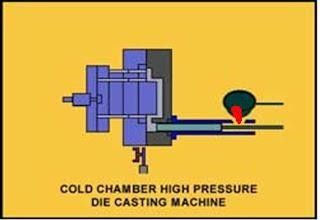 COLD CHAMBER HIGH PRESSURE
DIE CASTING MACHINE